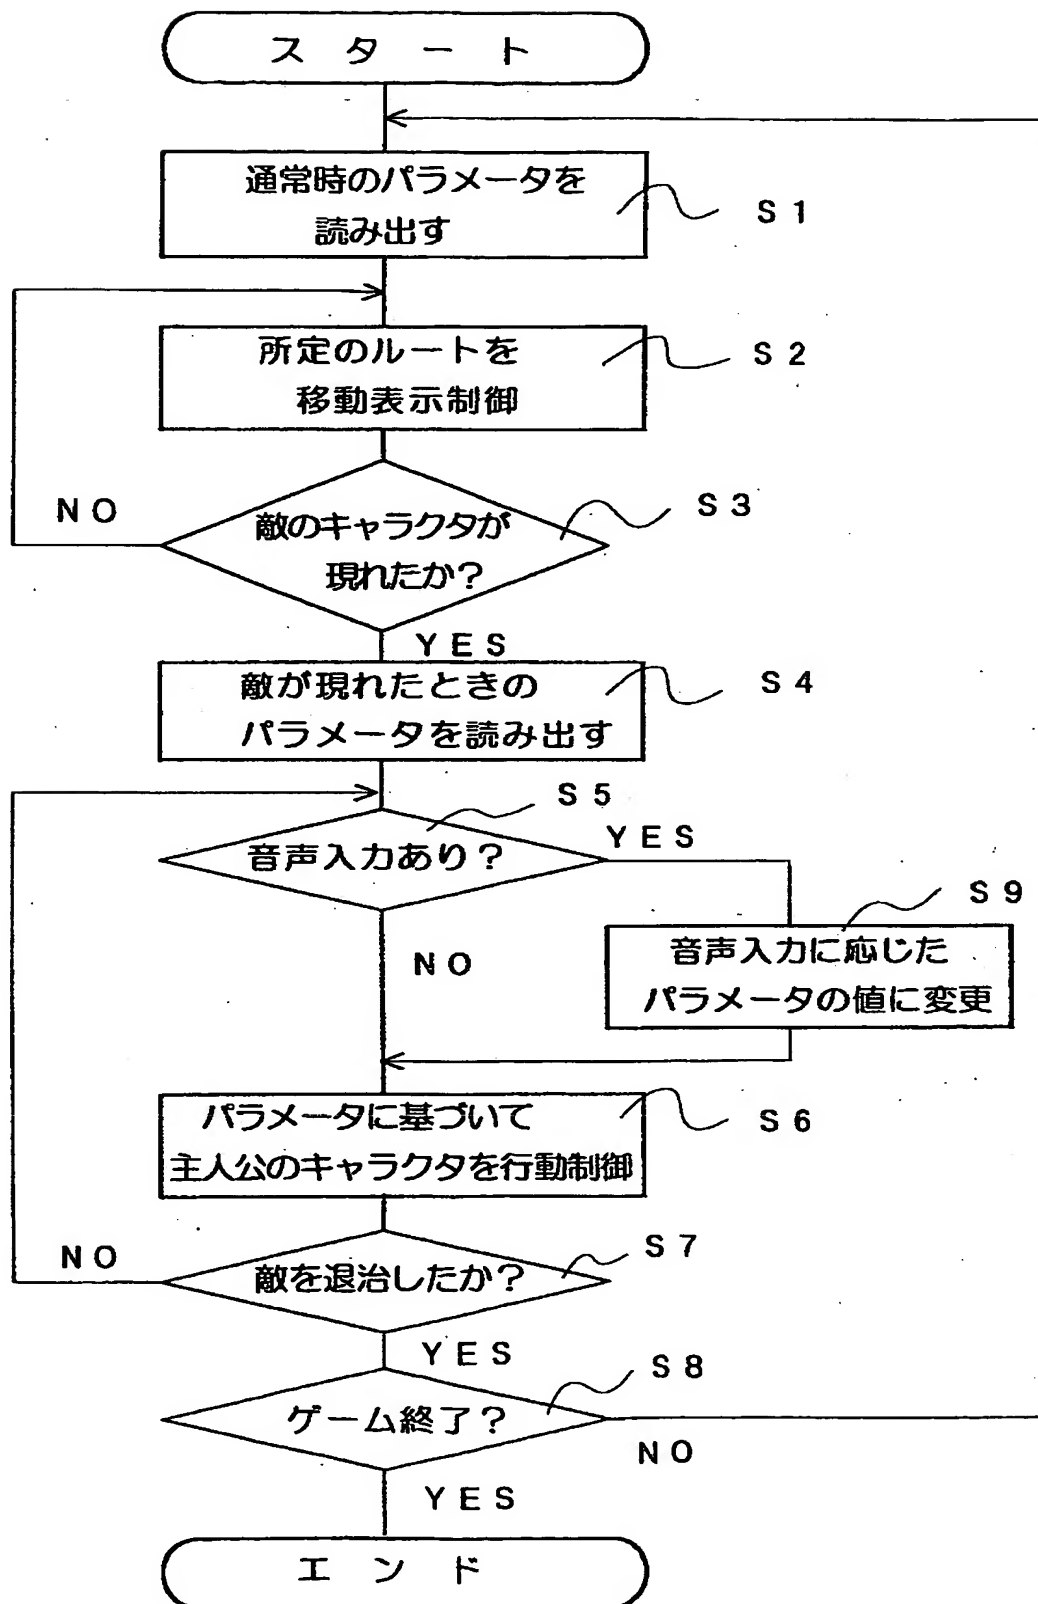 スタート
通常時のパラメータを
読み出す
S1
所定のルートを
移動表示制御
S2
敵のキャラクタが
現れたか？
S3
NO
YES
敵が現れたときの
パラメータを読み出す
S4
音声入力あり？
S5
YES
NO
音声入力に応じた
パラメータの値に変更
S9
パラメータに基づいて
主人公のキャラクタを行動制御
S6
敵を退治したか？
S7
NO
YES
ゲーム終了？
S8
NO
YES
エンド